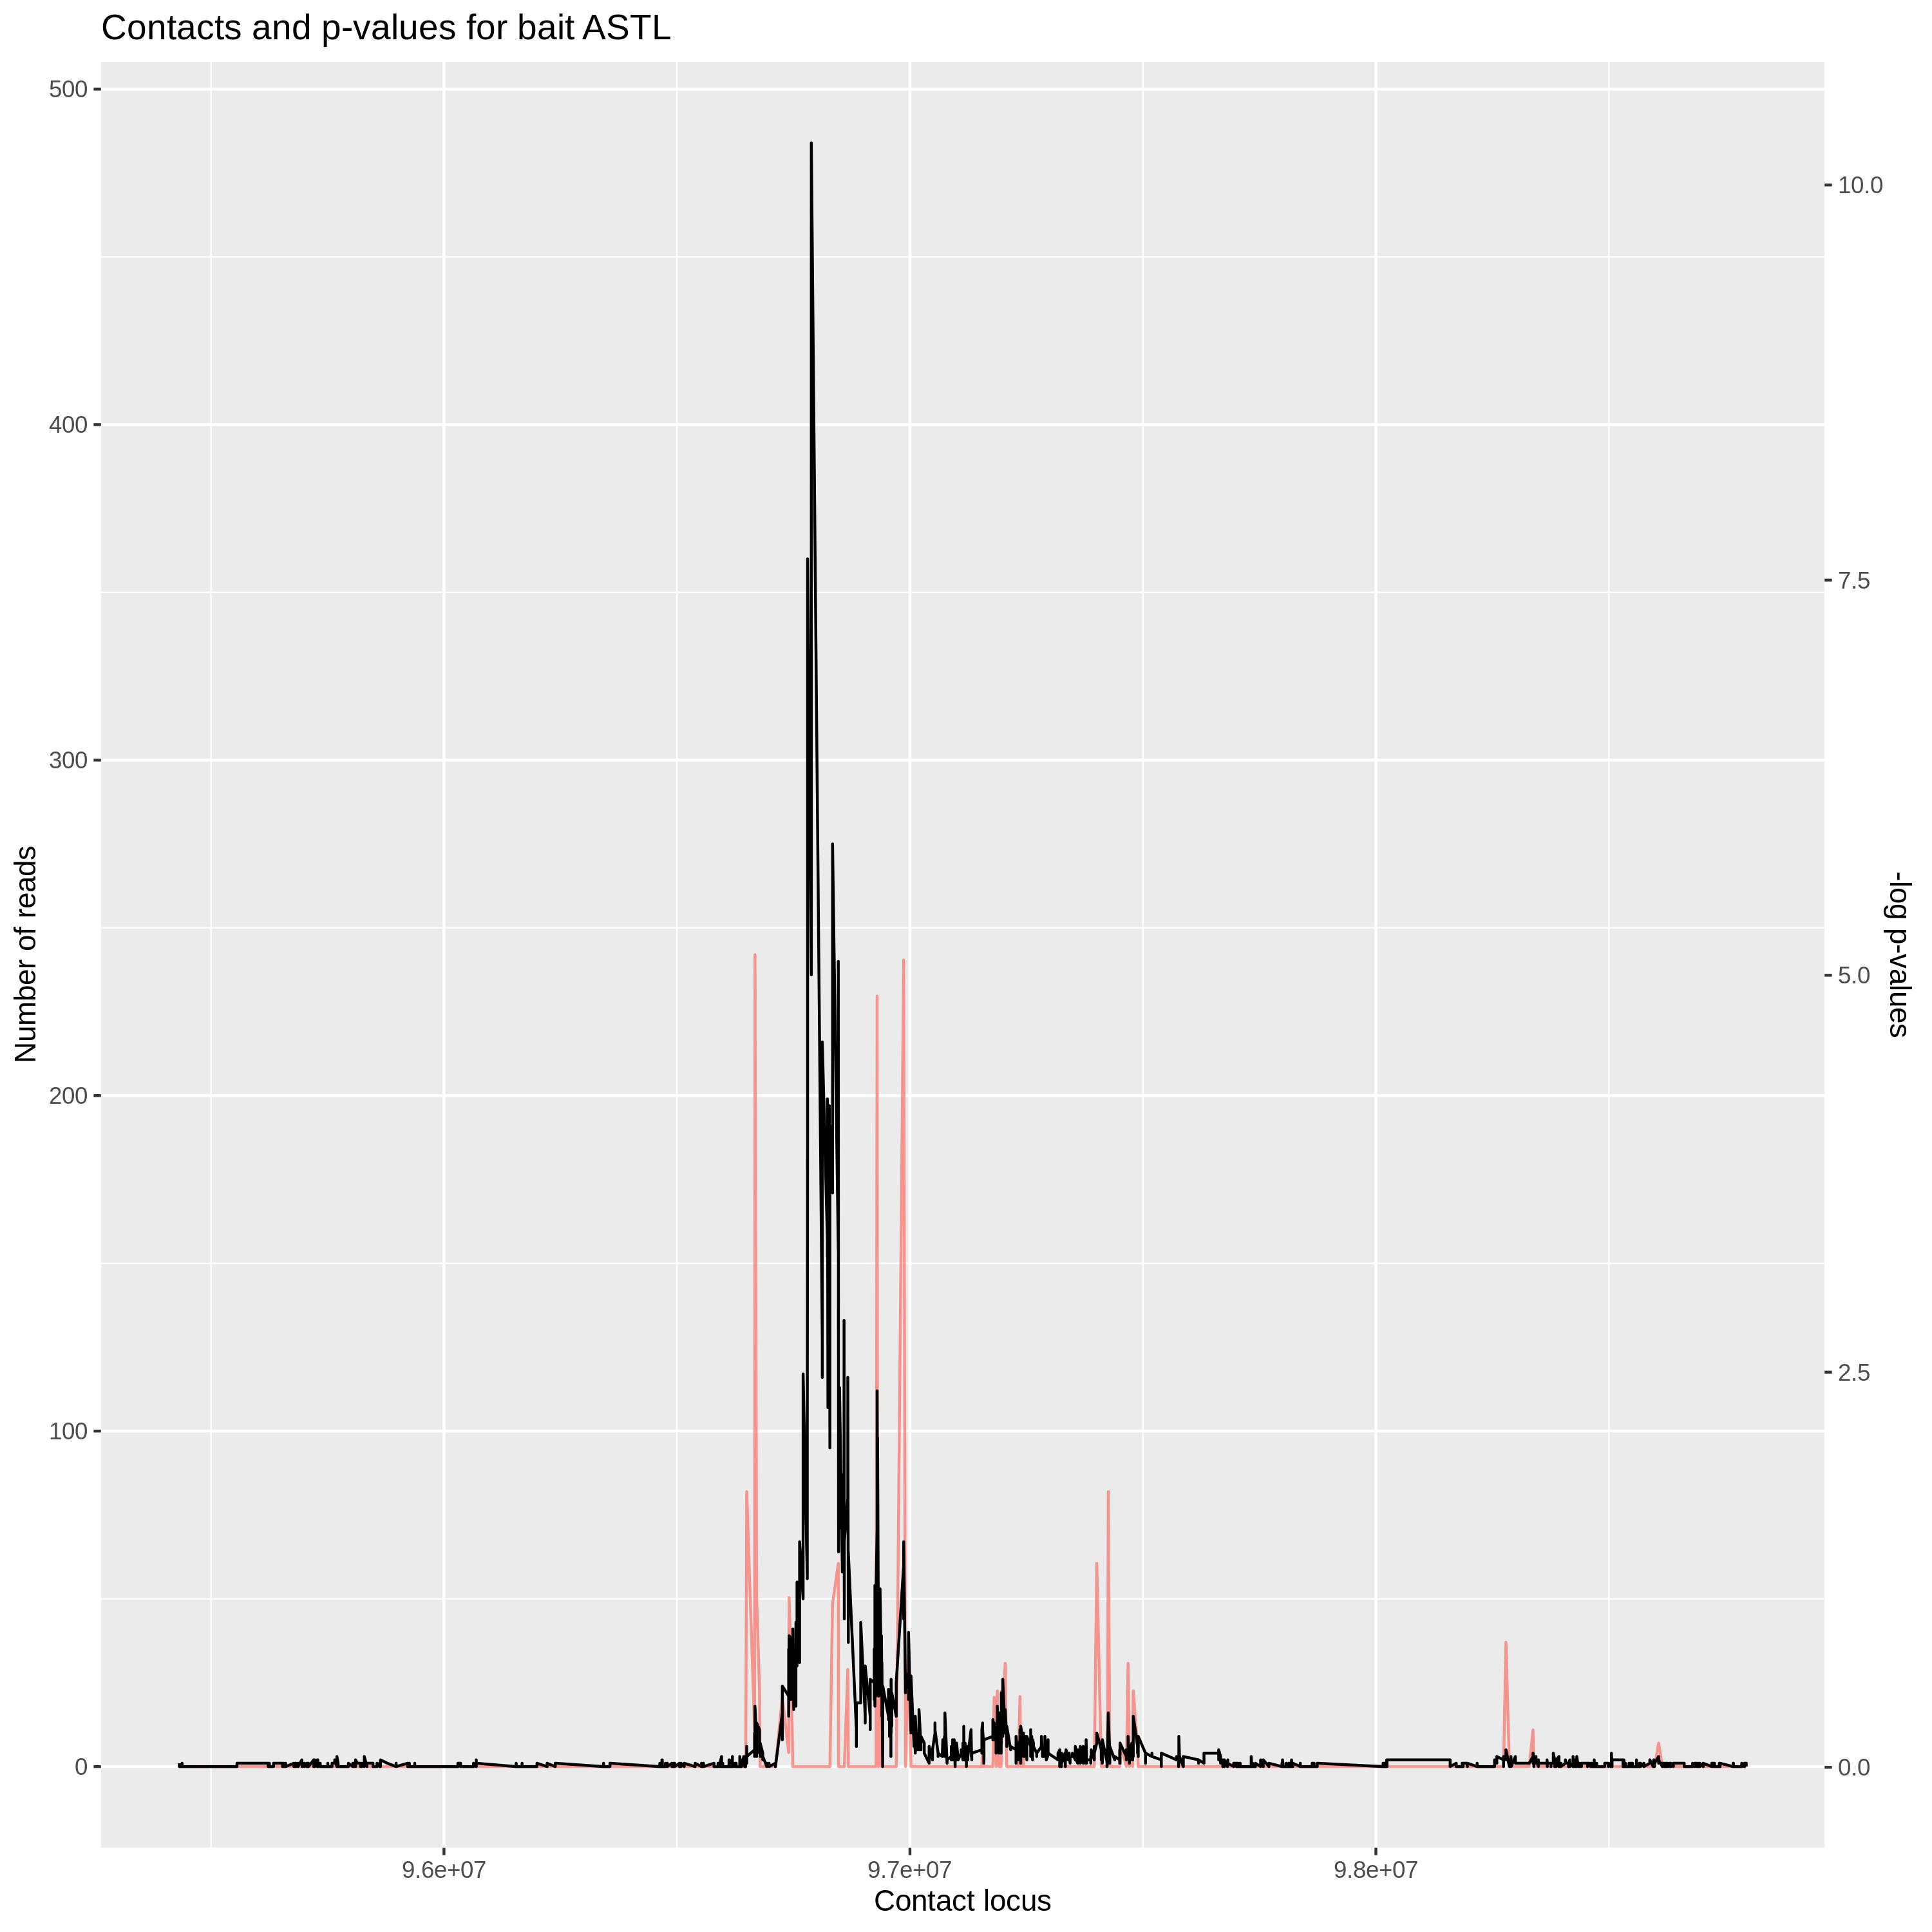 Contacts and p-values for bait ASTL
500
400
300
200
100
0
Number of reads
10.0
7.5
5.0
2.5
0.0
-log p-values
9.6e+07
9.7e+07
9.8e+07
Contact locus